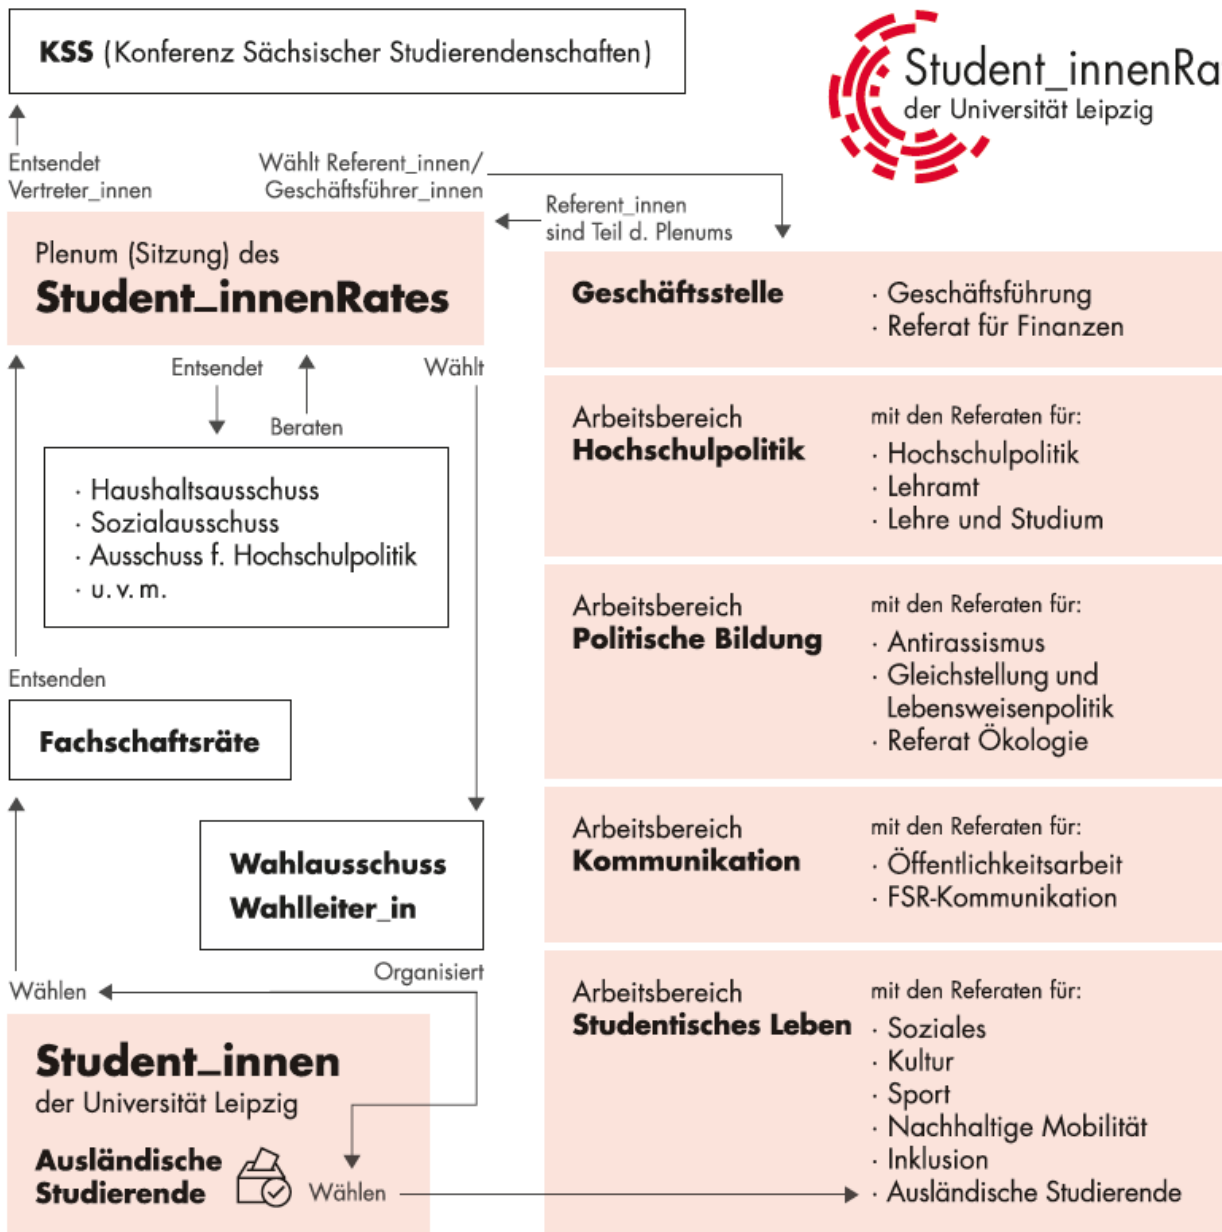 KSS (Konferenz Sächsischer Studierendenschaften)
Student_innenRa
der Universität Leipzig
Entsendet
Vertreter_innen
Wählt Referent_innen/
Geschäftsführer_innen
Referent_innen
sind Teil d. Plenums
Plenum (Sitzung) des
Student_innenRates
Entsendet
Beraten
Wählt
· Haushaltsausschuss
· Sozialausschuss
· Ausschuss f. Hochschulpolitik
· u. v. m.
Entsenden
Fachschaftsräte
Wahlausschuss
Wahlleiter_in
Organisiert
Wählen
Student_innen
der Universität Leipzig
Ausländische
Studierende
Wählen
Geschäftsstelle
· Geschäftsführung
· Referat für Finanzen
Arbeitsbereich
Hochschulpolitik
mit den Referaten für:
· Hochschulpolitik
· Lehramt
· Lehre und Studium
Arbeitsbereich
Politische Bildung
mit den Referaten für:
· Antirassismus
· Gleichstellung und
Lebensweisenpolitik
· Referat Ökologie
Arbeitsbereich
Kommunikation
mit den Referaten für:
· Öffentlichkeitsarbeit
· FSR-Kommunikation
Arbeitsbereich
Studentisches Leben
mit den Referaten für:
· Soziales
· Kultur
· Sport
· Nachhaltige Mobilität
· Inklusion
· Ausländische Studierende